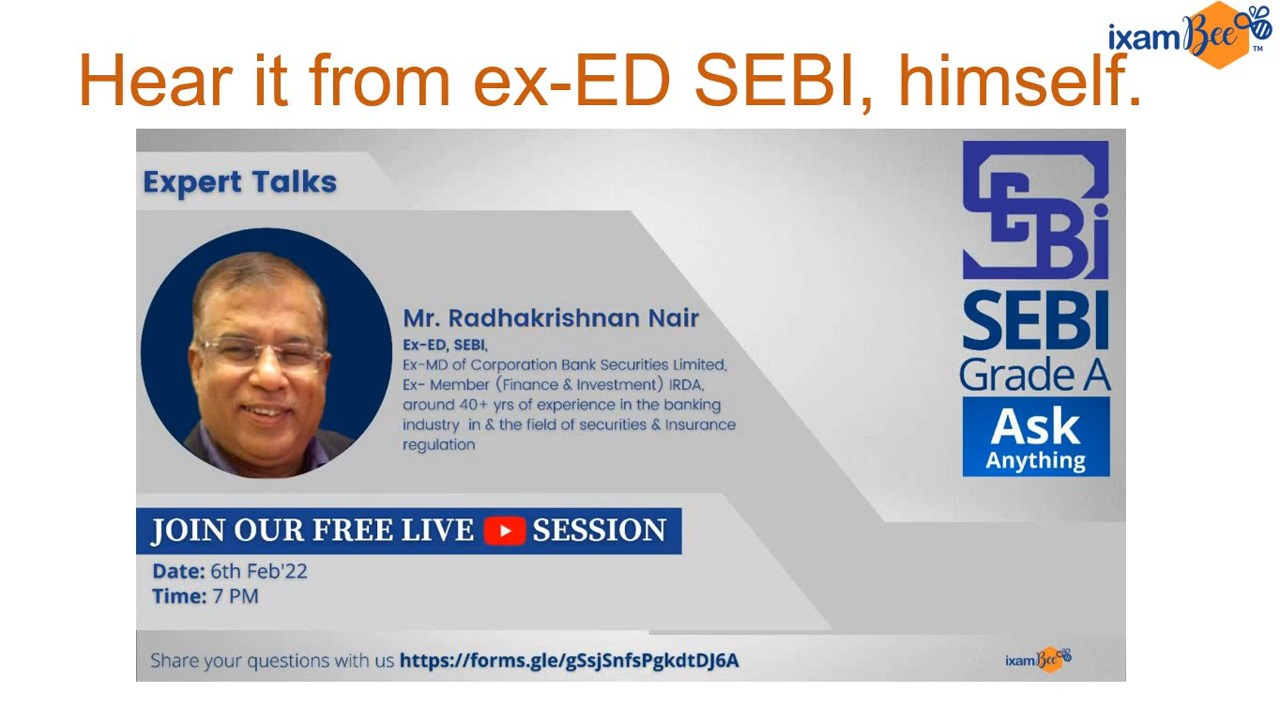 ixamBee™
Hear it from ex-ED SEBI, himself.
Expert Talks
SEBI
SEBI
Grade A
Ask
Anything
Mr. Radhakrishnan Nair
Ex-ED, SEBI,
Ex-MD of Corporation Bank Securities Limited,
Ex- Member (Finance & Investment) IRDA,
around 40+ yrs of experience in the banking
industry in & the field of securities & Insurance
regulation
JOIN OUR FREE LIVE SESSION
Date: 6th Feb'22
Time: 7 PM
Share your questions with us https://forms.gle/gSsjSnfsPgkdtDJ6A
ixamBee